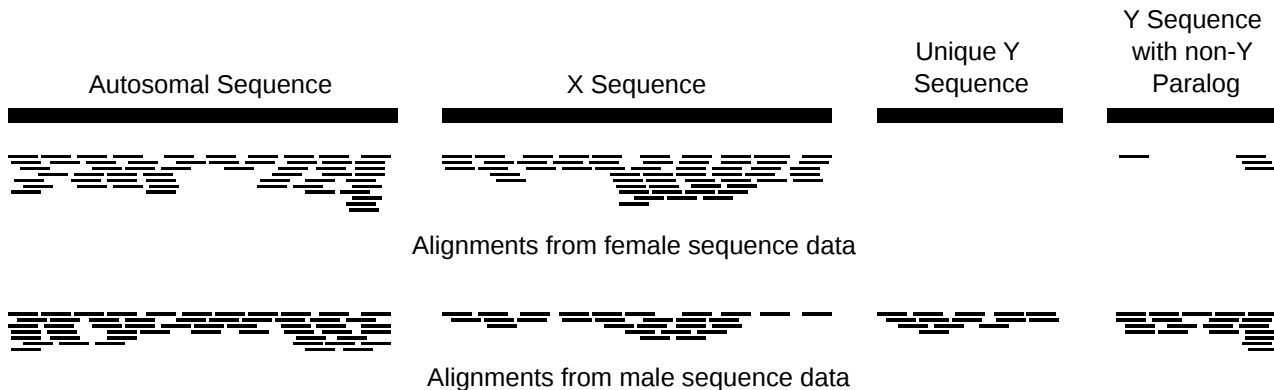 Autosomal Sequence
X Sequence
Unique Y
Sequence
Y Sequence
with non-Y
Paralog
Alignments from female sequence data
Alignments from male sequence data